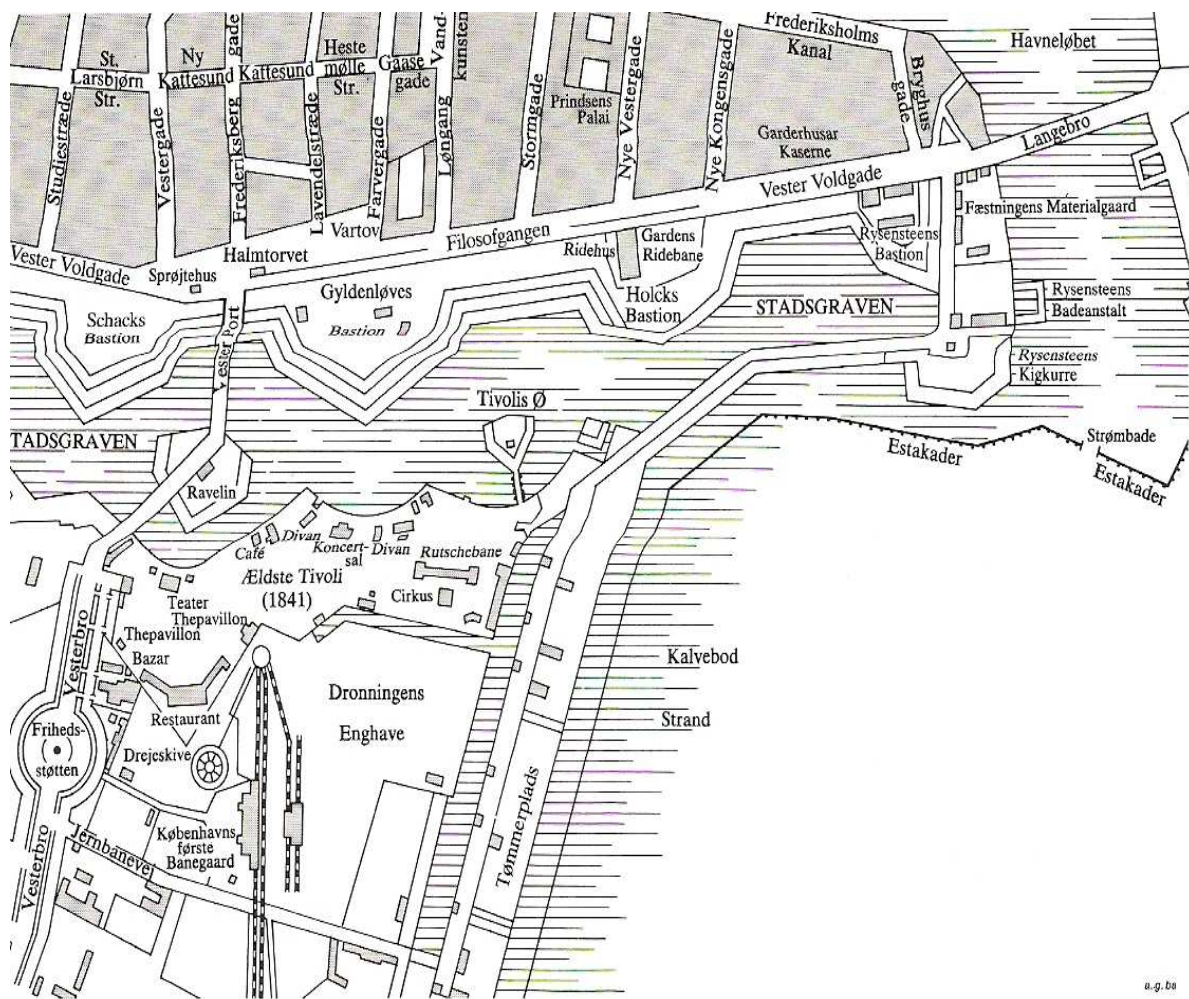 St.
Larsbjørn
Str.
Ny
Kattesund
Kattesund
Heste
mølle
Str.
Gaase
gade
Vand-
kunsten
Studiestræde
Vestergade
Frederiksberg
gade
Lavendelstræde
Farvergade
Løngang
Stormgade
Prindsens
Palai
Nye Vestergade
Nye Kongensgade
Frederiksholms
Kanal
Bryghus
gade
Havneløbet
Garderhusar
Kaserne
Langebro
Vester Voldgade
Fæstningens Materialgaard
Vartov
Filosofgangen
Ridehus
Gardens
Ridebane
Rysensteens
Bastion
Vester Voldgade
Sprøjtehus
Halmtorvet
Gyldenløves
Bastion
Holcks
Bastion
STADSGRAVEN
Rysensteens
Badeanstalt
Schacks
Bastion
Vester Port
Rysensteens
Kigkurre
Tivolis Ø
TADSGRAVEN
Estakader
Strømbade
Estakader
Ravelin
Café
Divan
Koncert-
sal
Divan
Rutschebane
Ældste Tivoli
(1841)
Cirkus
Teater
Thepavillon
Thepavillon
Bazar
Vesterbro
Restaurant
Dronningens
Enghave
Kalvebod
Strand
Friheds-
støtten
Drejeskive
Tømmerplads
Københavns
første
Banegaard
Jernbanevej
Vesterbro
a.g.ba